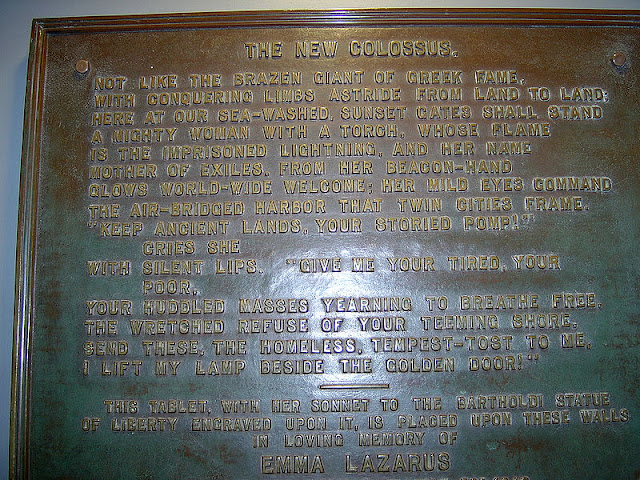 THE NEW COLOSSUS.
NOT LIKE THE BRAZEN GIANT OF GREEK FAME,
WITH CONQUERING LIMBS ASTRIDE FROM LAND TO LAND;
HERE AT OUR SEA-WASHED, SUNSET GATES SHALL STAND
A MIGHTY WOMAN WITH A TORCH, WHOSE FLAME
IS THE IMPRISONED LIGHTNING, AND HER NAME
MOTHER OF EXILES. FROM HER BEACON-HAND
GLOWS WORLD-WIDE WELCOME; HER MILD EYES COMMAND
THE AIR-BRIDGED HARBOR THAT TWIN CITIES FRAME.
"KEEP ANCIENT LANDS, YOUR STORIED POMP!"
CRIES SHE
WITH SILENT LIPS. "GIVE ME YOUR TIRED, YOUR
POOR,
YOUR HUDDLED MASSES YEARNING TO BREATHE FREE,
THE WRETCHED REFUSE OF YOUR TEEMING SHORE.
SEND THESE, THE HOMELESS, TEMPEST-TOST TO ME,
I LIFT MY LAMP BESIDE THE GOLDEN DOOR!"
THIS TABLET, WITH HER SONNET TO THE BARTHOLDI STATUE
OF LIBERTY ENGRAVED UPON IT, IS PLACED UPON THESE WALLS
IN LOVING MEMORY OF
EMMA LAZARUS